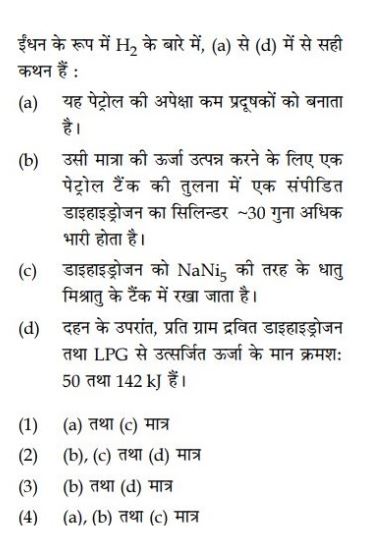 ईंधन के रूप में H₂ के बारे में, (a) से (d) में से सही
कथन हैं :
(a) यह पेट्रोल की अपेक्षा कम प्रदूषकों को बनाता
है।
(b) उसी मात्रा की ऊर्जा उत्पन्न करने के लिए एक
पेट्रोल टैंक की तुलना में एक संपीडित
डाइहाइड्रोजन का सिलिन्डर ~30 गुना अधिक
भारी होता है।
(c) डाइहाइड्रोजन को NaNi₅ की तरह के धातु
मिश्रातु के टैंक में रखा जाता है।
(d) दहन के उपरांत, प्रति ग्राम द्रवित डाइहाइड्रोजन
तथा LPG से उत्सर्जित ऊर्जा के मान क्रमश:
50 तथा 142 kJ हैं।
(1) (a) तथा (c) मात्र
(2) (b), (c) तथा (d) मात्र
(3) (b) तथा (d) मात्र
(4) (a), (b) तथा (c) मात्र